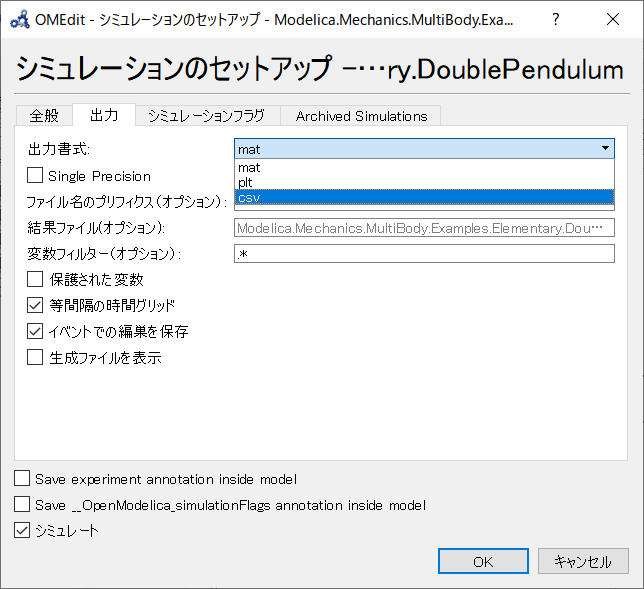 OMEdit - シミュレーションのセットアップ - Modelica.Mechanics.MultiBody.Exa...
シミュレーションのセットアップ -…ry.DoublePendulum
全般
出力
シミュレーションフラグ
Archived Simulations
出力書式:
mat
mat
plt
csv
Single Precision
ファイル名のプリフィクス(オプション):
結果ファイル(オプション):
Modelica.Mechanics.MultiBody.Examples.Elementary.Dou…
変数フィルター(オプション):
.*
保護された変数
等間隔の時間グリッド
イベントでの編巣を保存
生成ファイルを表示
Save experiment annotation inside model
Save __OpenModelica_simulationFlags annotation inside model
シミュレート
OK
キャンセル